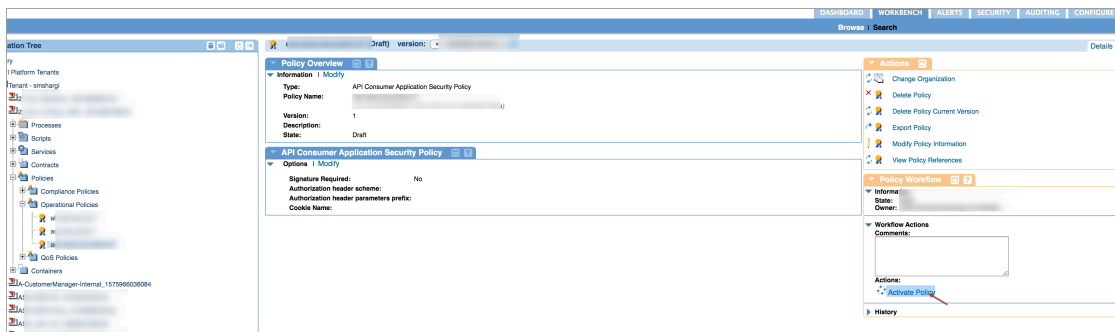 DASHBOARD WORKBENCH ALERTS SECURITY AUDITING CONFIGURE
Browse | Search
ation Tree
ry
l Platform Tenants
Tenant - smshargi
Processes
Scripts
Services
Contracts
Policies
Compliance Policies
Operational Policies
QoS Policies
Containers
A-CustomerManager-Internal_1575966036084
Draft) version:
Details
Policy Overview
Information | Modify
Type: API Consumer Application Security Policy
Policy Name:
Version: 1
Description:
State: Draft
API Consumer Application Security Policy
Options | Modify
Signature Required: No
Authorization header scheme:
Authorization header parameters prefix:
Cookie Name:
Actions
Change Organization
Delete Policy
Delete Policy Current Version
Export Policy
Modify Policy Information
View Policy References
Policy Workflow
Informa
State:
Owner:
Workflow Actions
Comments:
Actions:
Activate Policy
History